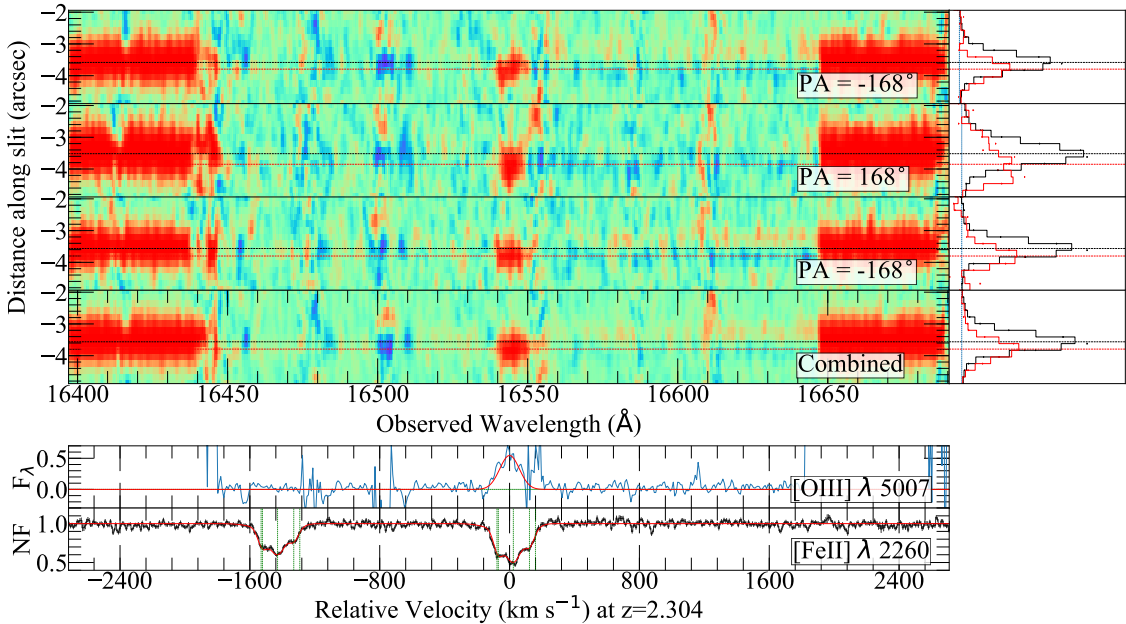 −2
−3
−4
PA = -168°
−2
−3
−4
PA = 168°
−2
−3
−4
PA = -168°
−2
−3
−4
Combined
Distance along slit (arcsec)
16400 16450 16500 16550 16600 16650
Observed Wavelength (Å)
0.5
0.0
Fλ
[OIII] λ 5007
1.0
0.5
NF
[FeII] λ 2260
−2400 −1600 −800 0 800 1600 2400
Relative Velocity (km s⁻¹) at z=2.304